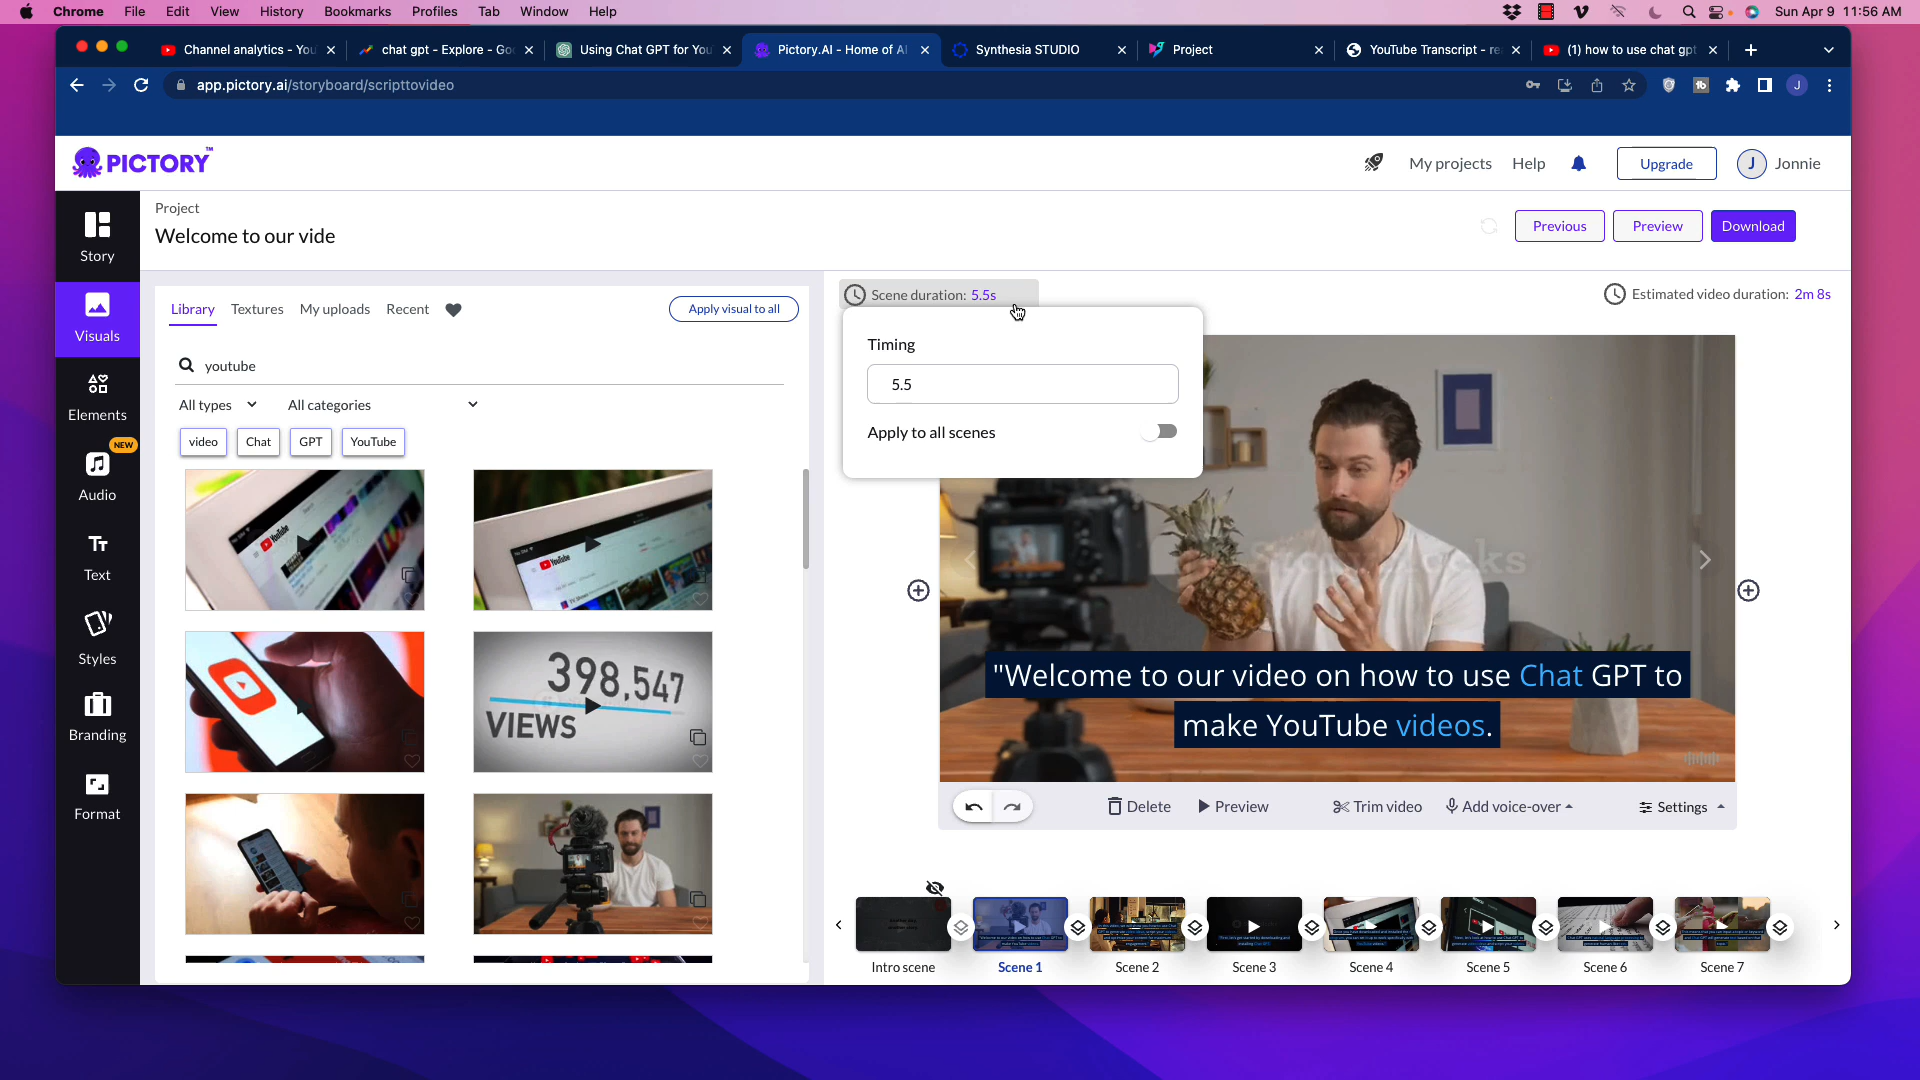 Chrome File Edit View History Bookmarks Profiles Tab Window Help Sun Apr 9 11:56 AM
Channel analytics - You
chat gpt - Explore - Goo
Using Chat GPT for You
Pictory.AI - Home of AI
Synthesia STUDIO
Project
YouTube Transcript - re
(1) how to use chat gpt
app.pictory.ai/storyboard/scripttovideo
PICTORY™
My projects Help Upgrade J Jonnie
Project
Welcome to our vide
Previous Preview Download
Story
Visuals
Elements
NEW
Audio
Text
Styles
Branding
Format
Library Textures My uploads Recent Apply visual to all
youtube
All types All categories
video Chat GPT YouTube
YouTube
YouTube
398,547
VIEWS
Scene duration: 5.5s
Estimated video duration: 2m 8s
Timing
5.5
Apply to all scenes
"Welcome to our video on how to use Chat GPT to
make YouTube videos.
Delete Preview Trim video Add voice-over Settings
Intro scene Scene 1 Scene 2 Scene 3 Scene 4 Scene 5 Scene 6 Scene 7